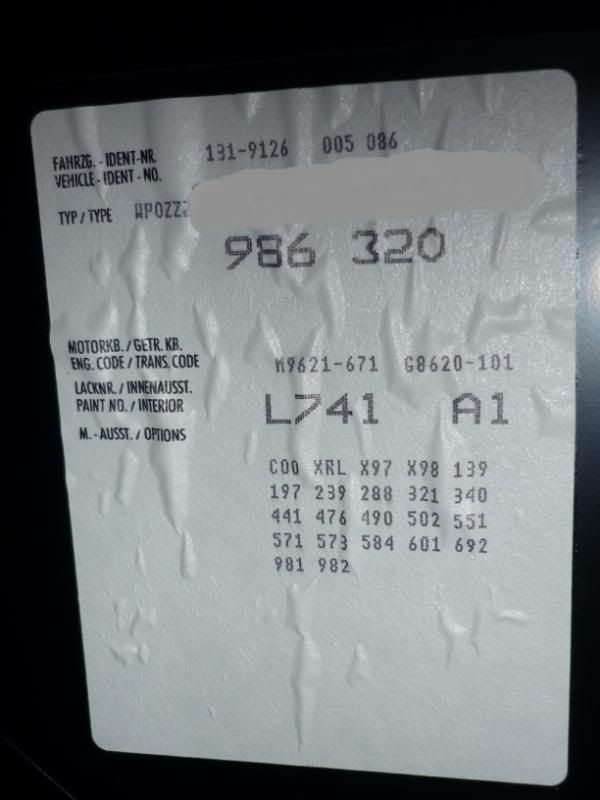 FAHRZG. - IDENT-NR. 131-9126 005 086
VEHICLE - IDENT - NO.
TYP / TYPE WP0ZZ
986 320
MOTORKB. / GETR. KB.
ENG. CODE / TRANS. CODE M9621-671 G8620-101
LACKNR. / INNENAUSST.
PAINT NO. / INTERIOR L741 A1
M. - AUSST. / OPTIONS
C00 XRL X97 X98 139
197 239 288 321 340
441 476 490 502 551
571 573 584 601 692
981 982